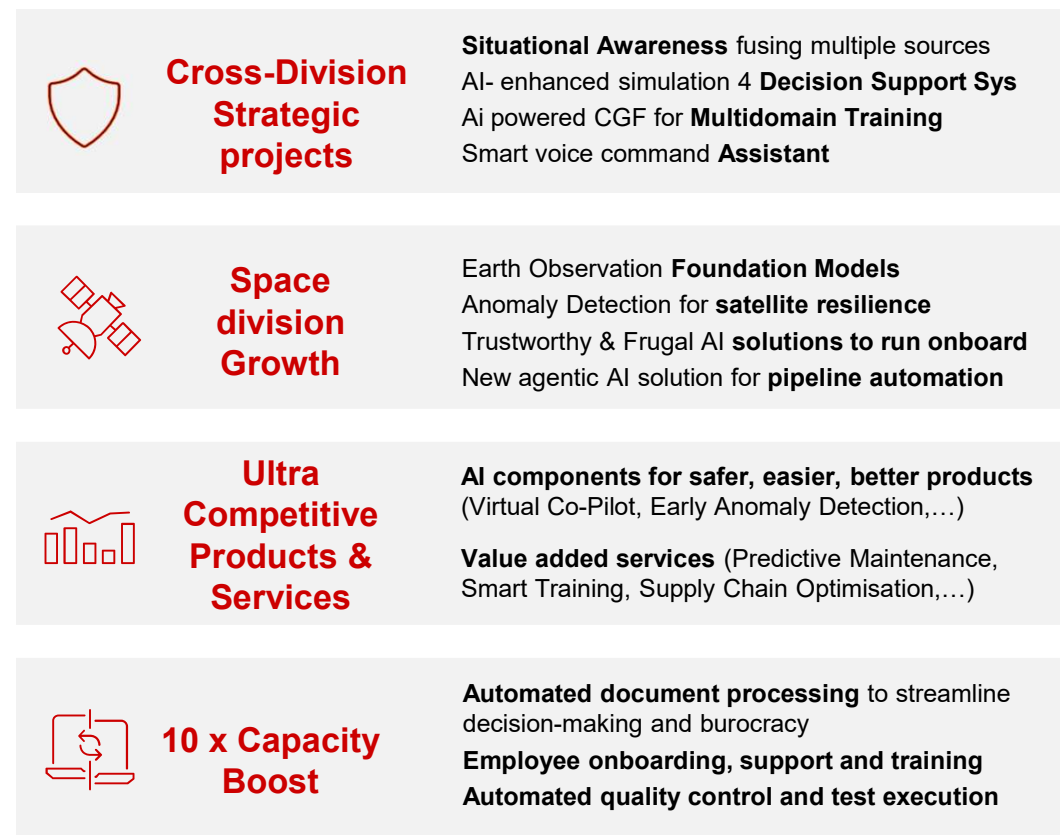 Cross-Division
Strategic
projects
Situational Awareness fusing multiple sources
AI- enhanced simulation 4 Decision Support Sys
Ai powered CGF for Multidomain Training
Smart voice command Assistant
Space
division
Growth
Earth Observation Foundation Models
Anomaly Detection for satellite resilience
Trustworthy & Frugal AI solutions to run onboard
New agentic AI solution for pipeline automation
Ultra
Competitive
Products &
Services
AI components for safer, easier, better products
(Virtual Co-Pilot, Early Anomaly Detection,…)
Value added services (Predictive Maintenance,
Smart Training, Supply Chain Optimisation,…)
10 x Capacity
Boost
Automated document processing to streamline
decision-making and burocracy
Employee onboarding, support and training
Automated quality control and test execution